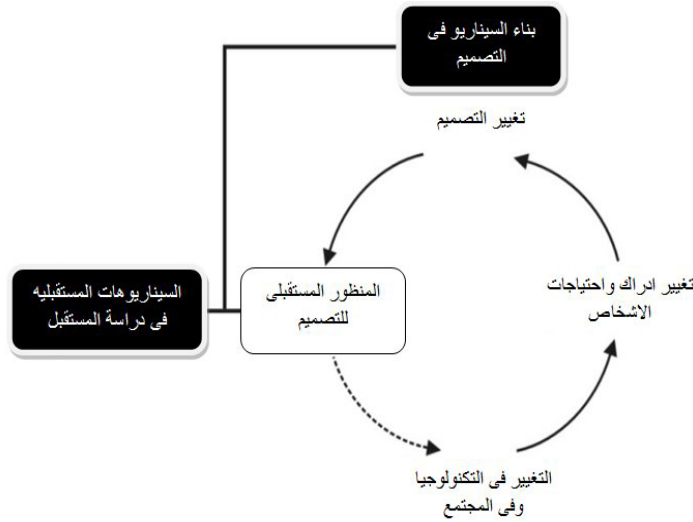 بناء السيناريو فى
التصميم
تغيير التصميم
تغيير ادراك واحتياجات
الاشخاص
المنظور المستقبلى
للتصميم
السيناريوهات المستقبليه
فى دراسة المستقبل
التغيير فى التكنولوجيا
وفى المجتمع